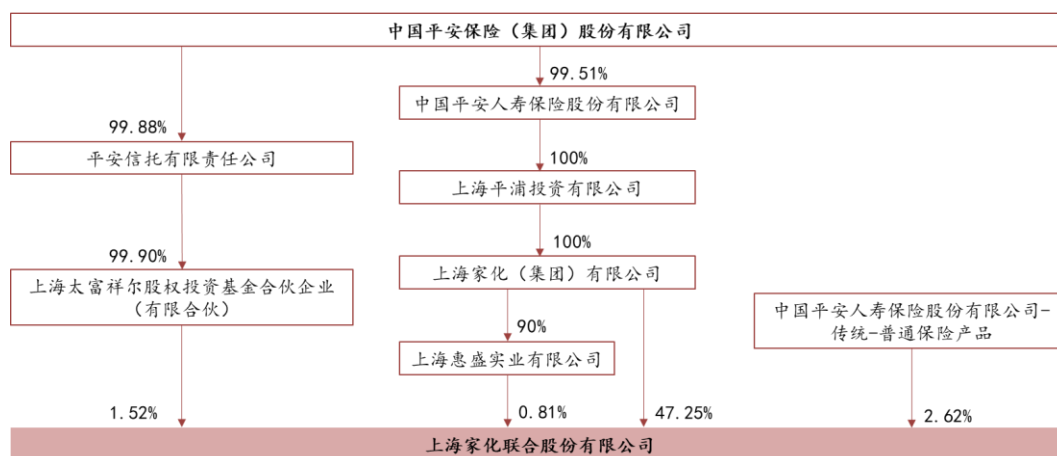 中国平安保险（集团）股份有限公司
99.51%
中国平安人寿保险股份有限公司
99.88%
平安信托有限责任公司
100%
上海平浦投资有限公司
99.90%
100%
上海太富祥尔股权投资基金合伙企业
（有限合伙）
上海家化（集团）有限公司
中国平安人寿保险股份有限公司-
传统-普通保险产品
90%
上海惠盛实业有限公司
1.52%
0.81%
47.25%
2.62%
上海家化联合股份有限公司